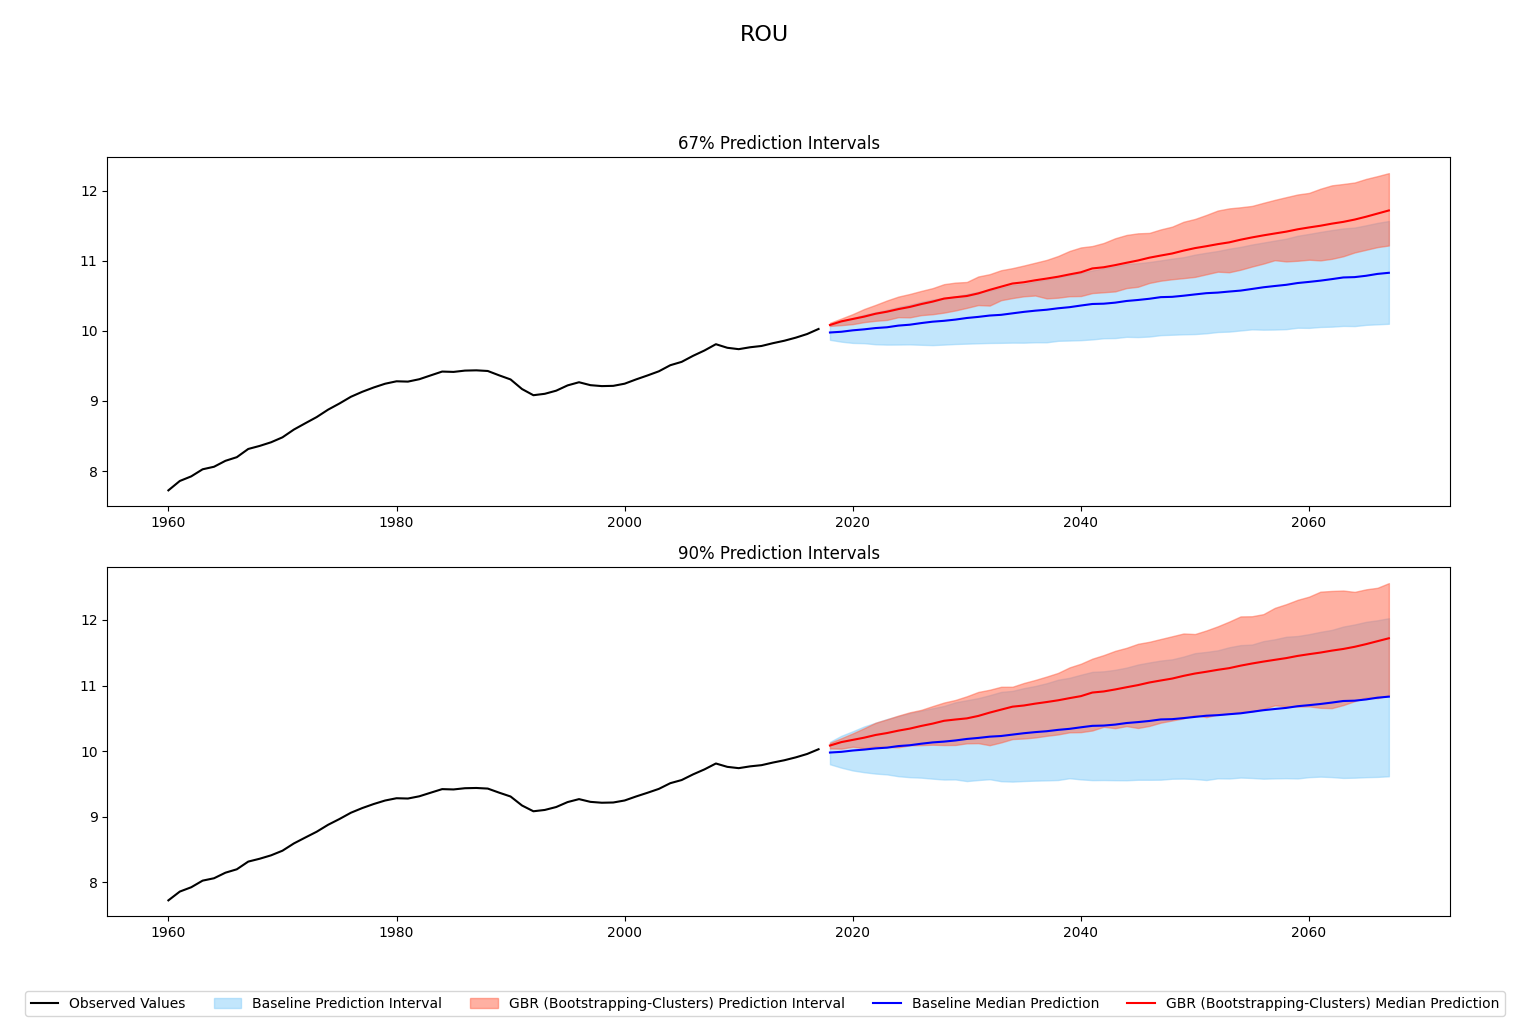 ROU
67% Prediction Intervals
12
11
10
9
8
1960 1980 2000 2020 2040 2060
90% Prediction Intervals
12
11
10
9
8
1960 1980 2000 2020 2040 2060
Observed Values Baseline Prediction Interval GBR (Bootstrapping-Clusters) Prediction Interval Baseline Median Prediction GBR (Bootstrapping-Clusters) Median Prediction